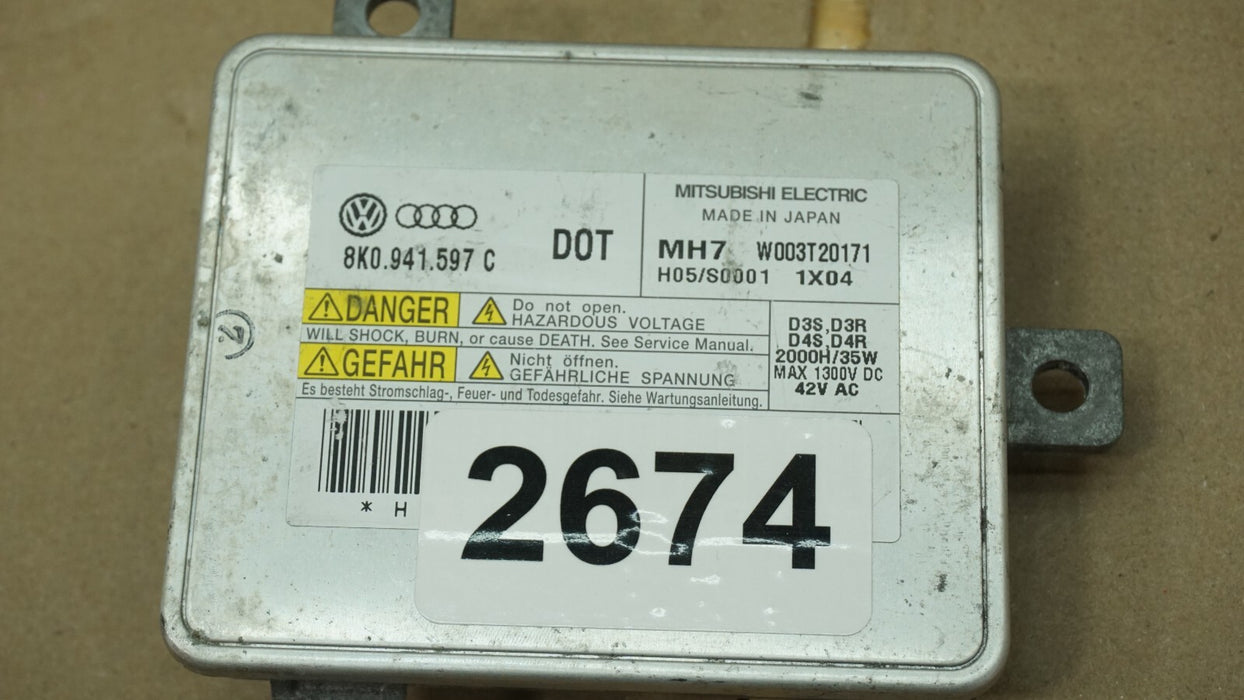 8K0.941.597 C
DOT
MITSUBISHI ELECTRIC
MADE IN JAPAN
MH7 W003T20171
H05/S0001 1X04
DANGER
Do not open.
HAZARDOUS VOLTAGE
WILL SHOCK, BURN, or cause DEATH. See Service Manual.
GEFAHR
Nicht öffnen.
GEFÄHRLICHE SPANNUNG
Es besteht Stromschlag-, Feuer- und Todesgefahr. Siehe Wartungsanleitung.
D3S,D3R
D4S,D4R
2000H/35W
MAX 1300V DC
42V AC
* H
2674